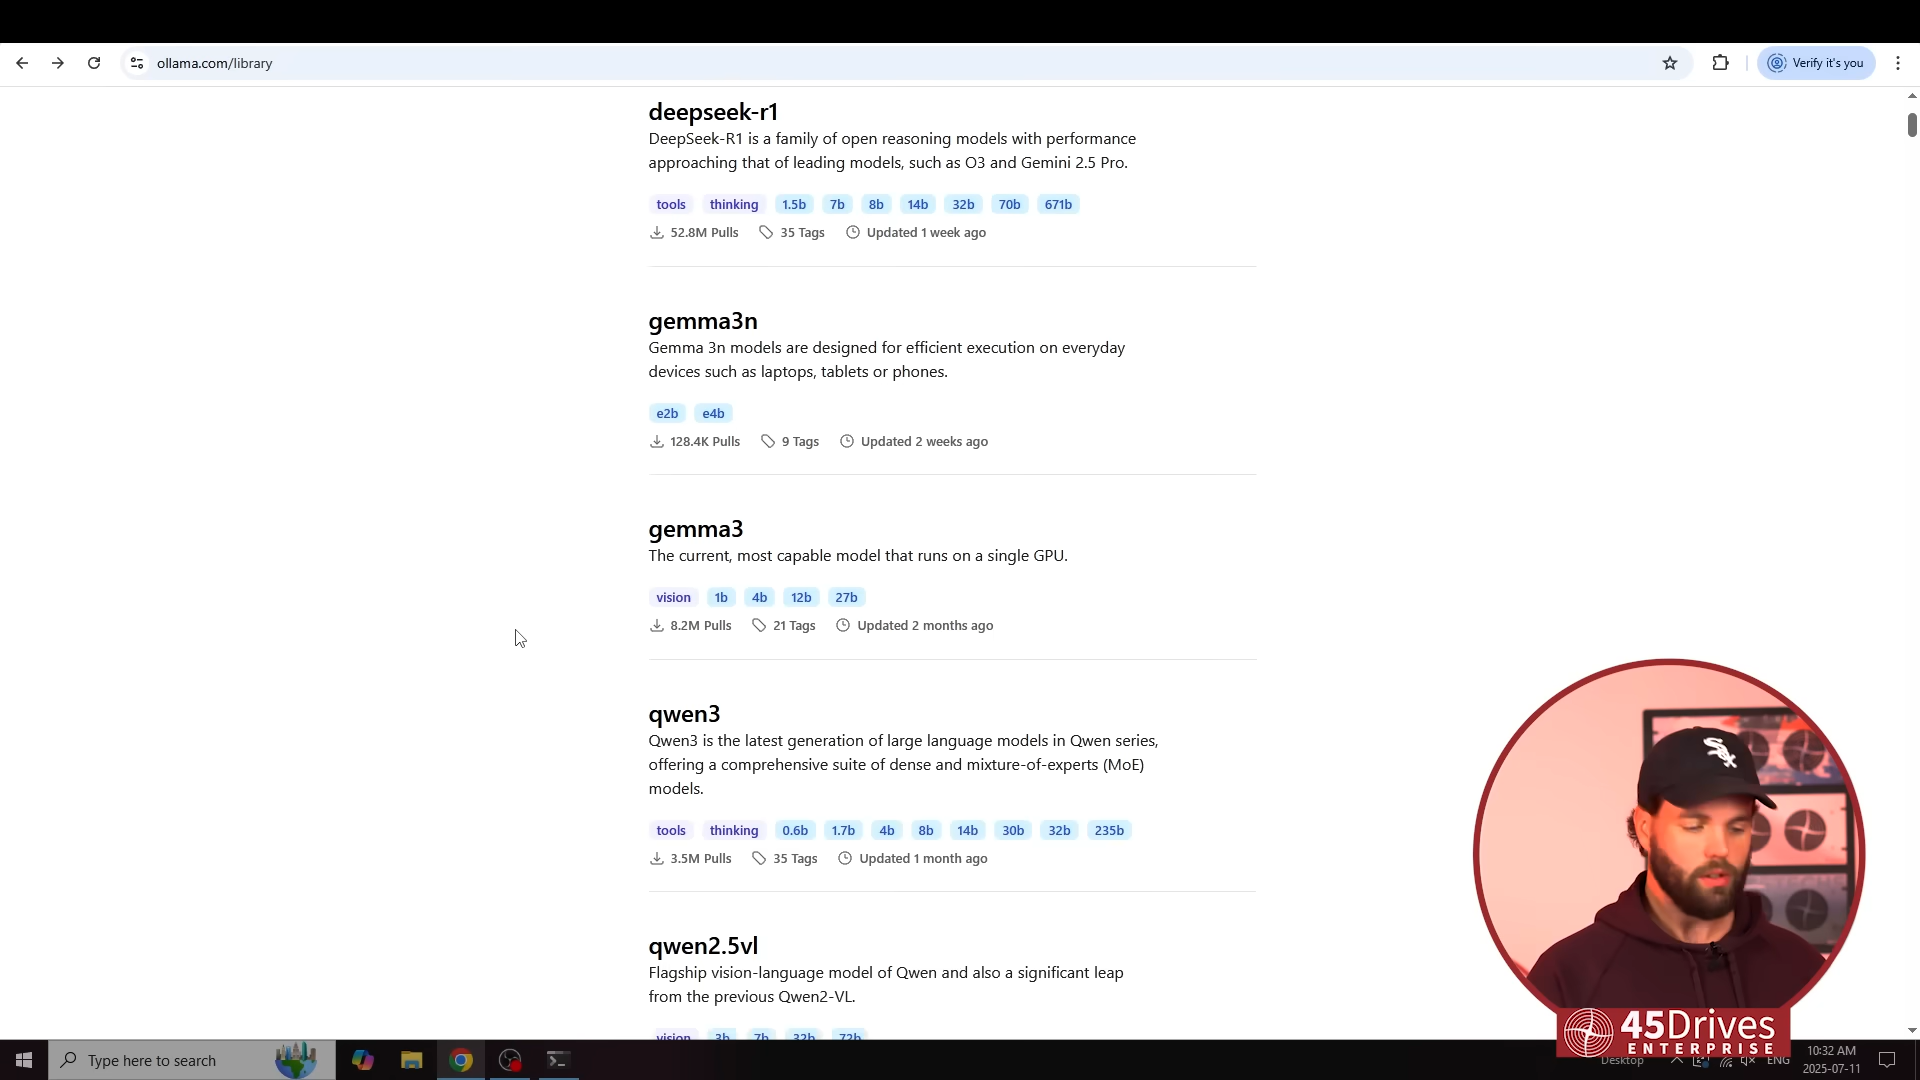 ollama.com/library
Verify it's you
deepseek-r1
DeepSeek-R1 is a family of open reasoning models with performance
approaching that of leading models, such as O3 and Gemini 2.5 Pro.
tools thinking 1.5b 7b 8b 14b 32b 70b 671b
52.8M Pulls 35 Tags Updated 1 week ago
gemma3n
Gemma 3n models are designed for efficient execution on everyday
devices such as laptops, tablets or phones.
e2b e4b
128.4K Pulls 9 Tags Updated 2 weeks ago
gemma3
The current, most capable model that runs on a single GPU.
vision 1b 4b 12b 27b
8.2M Pulls 21 Tags Updated 2 months ago
qwen3
Qwen3 is the latest generation of large language models in Qwen series,
offering a comprehensive suite of dense and mixture-of-experts (MoE)
models.
tools thinking 0.6b 1.7b 4b 8b 14b 30b 32b 235b
3.5M Pulls 35 Tags Updated 1 month ago
qwen2.5vl
Flagship vision-language model of Qwen and also a significant leap
from the previous Qwen2-VL.
vision 3b 7b 32b 72b
45Drives
ENTERPRISE
Type here to search
Desktop
ENG
10:32 AM
2025-07-11